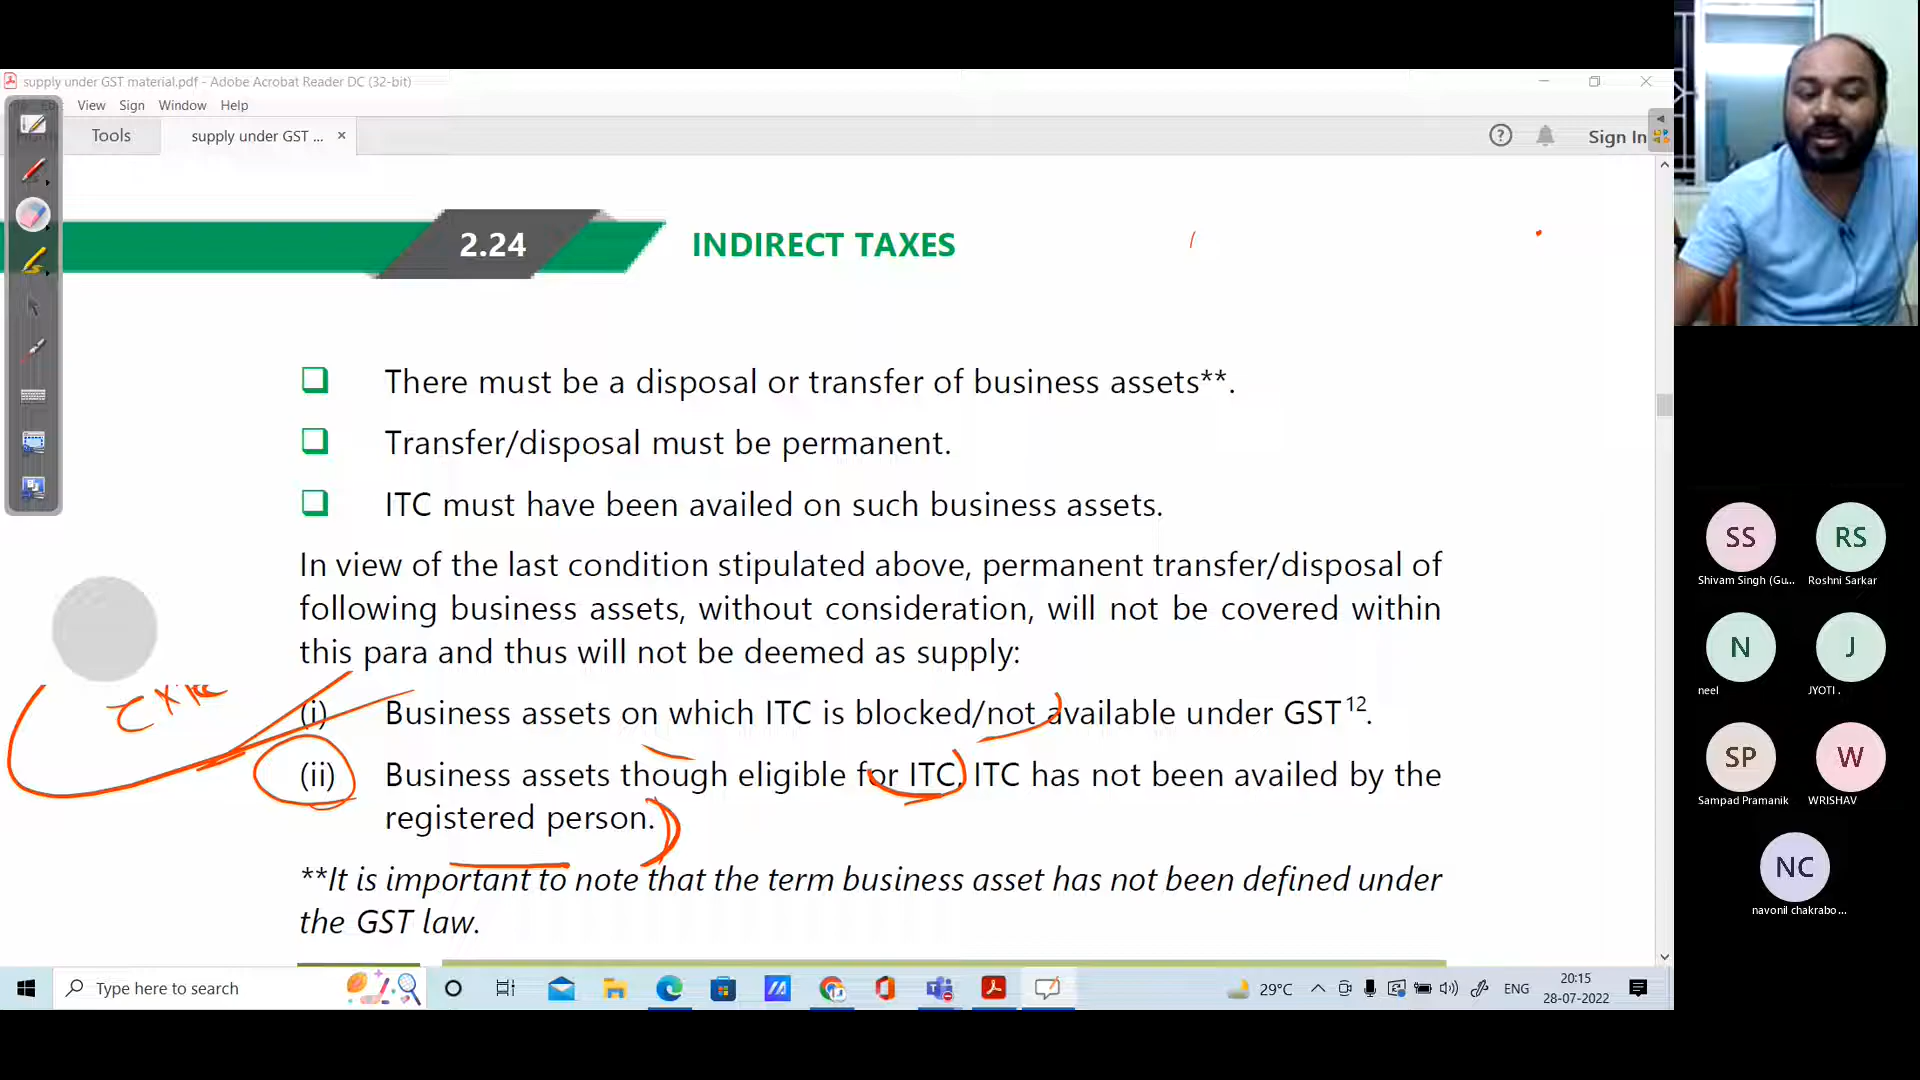 supply under GST material.pdf - Adobe Acrobat Reader DC (32-bit)
View Sign Window Help
Tools
supply under GST ... ×
Sign In
2.24 INDIRECT TAXES
There must be a disposal or transfer of business assets**.
Transfer/disposal must be permanent.
ITC must have been availed on such business assets.
In view of the last condition stipulated above, permanent transfer/disposal of
following business assets, without consideration, will not be covered within
this para and thus will not be deemed as supply:
(i) Business assets on which ITC is blocked/not available under GST¹².
(ii) Business assets though eligible for ITC, ITC has not been availed by the
registered person.
**It is important to note that the term business asset has not been defined under
the GST law.
SS
RS
Shivam Singh (Gu...
Roshni Sarkar
N
J
neel
JYOTI .
SP
W
Sampad Pramanik
WRISHAV
NC
navonil chakrabo...
Type here to search
29°C
ENG
20:15
28-07-2022